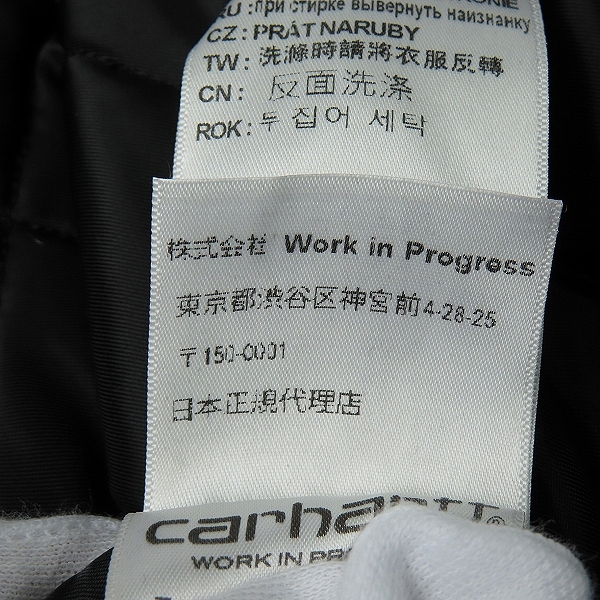 RU : при стирке вывернуть наизнанку
CZ : PRÁT NARUBY
TW : 洗滌時請將衣服反轉
CN : 反面洗涤
ROK : 뒤집어 세탁
株式会社 Work in Progress
東京都渋谷区神宮前4-28-25
〒150-0001
日本正規代理店
carhartt®
WORK IN